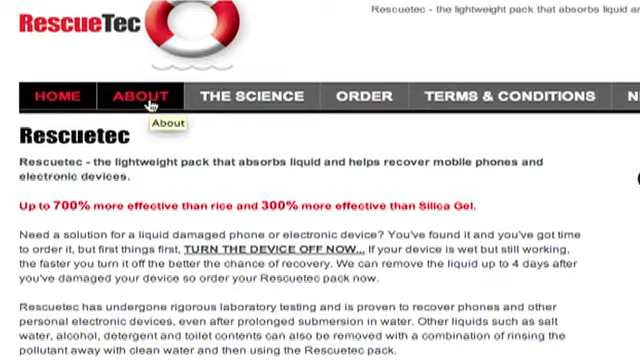 Rescuetec - the lightweight pack that absorbs liquid
RescueTec
HOME ABOUT THE SCIENCE ORDER TERMS & CONDITIONS
About
Rescuetec
Rescuetec - the lightweight pack that absorbs liquid and helps recover mobile phones and
electronic devices.
Up to 700% more effective than rice and 300% more effective than Silica Gel.
Need a solution for a liquid damaged phone or electronic device? You've found it and you've got time
to order it, but first things first, TURN THE DEVICE OFF NOW... If your device is wet but still working,
the faster you turn it off the better the chance of recovery. We can remove the liquid up to 4 days after
you've damaged your device so order your Rescuetec pack now.
Rescuetec has undergone rigorous laboratory testing and is proven to recover phones and other
personal electronic devices, even after prolonged submersion in water. Other liquids such as salt
water, alcohol, detergent and toilet contents can also be removed with a combination of rinsing the
pollutant away with clean water and then using the Rescuetec pack.